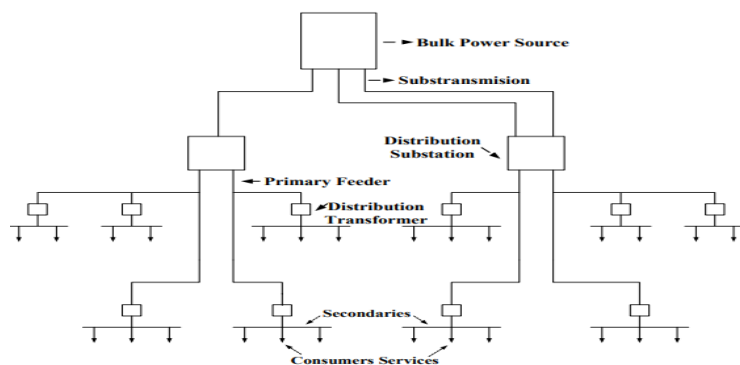 Bulk Power Source
Substransmision
Distribution
Substation
Primary Feeder
Distribution
Transformer
Secondaries
Consumers Services